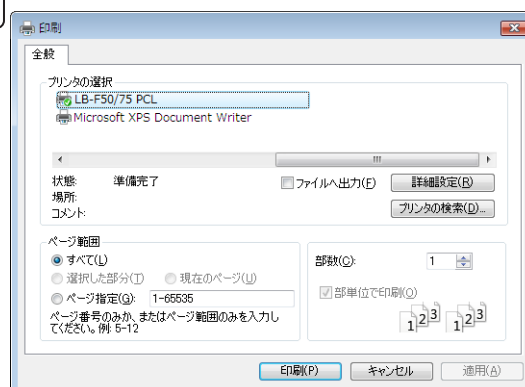 印刷
全般
プリンタの選択
LB-F50/75 PCL
Microsoft XPS Document Writer
状態: 準備完了
場所:
コメント:
ファイルへ出力(F)
詳細設定(R)
プリンタの検索(D)...
ページ範囲
すべて(L)
選択した部分(T) 現在のページ(U)
ページ指定(G): 1-65535
ページ番号のみか、またはページ範囲のみを入力し
てください。例: 5-12
部数(C): 1
部単位で印刷(O)
1 2 3 1 2 3
印刷(P) キャンセル 適用(A)